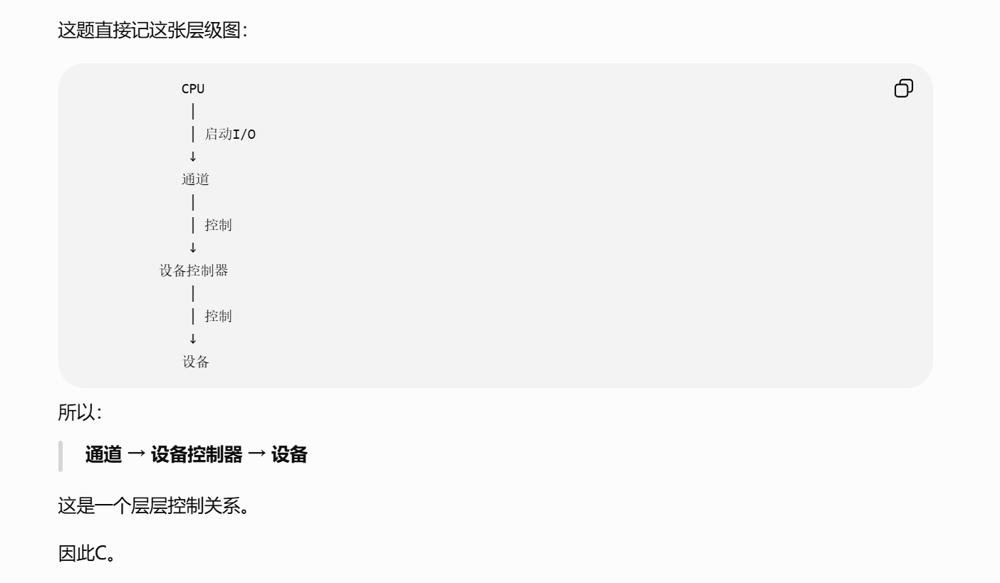 这题直接记这张层级图：
CPU
│
│ 启动I/O
↓
通道
│
│ 控制
↓
设备控制器
│
│ 控制
↓
设备
所以：
通道 → 设备控制器 → 设备
这是一个层层控制关系。
因此C。